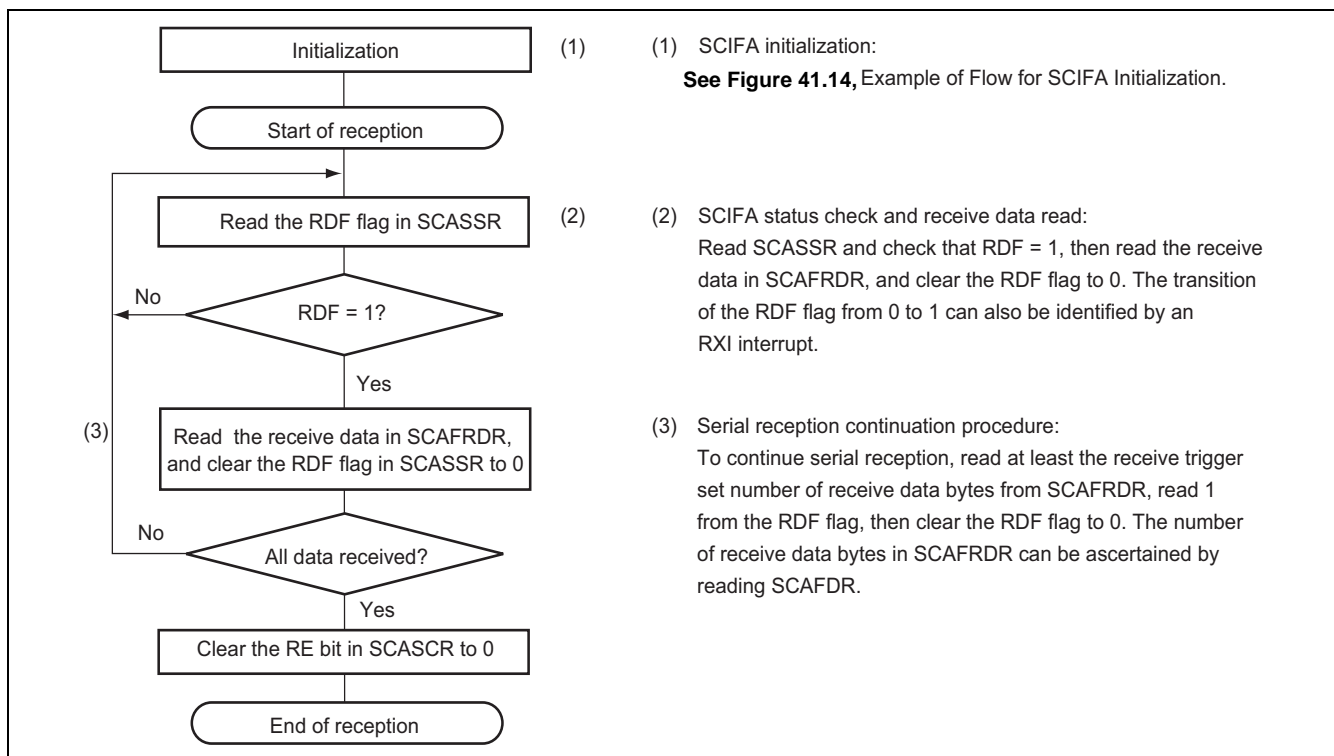 Initialization
(1)
(1) SCIFA initialization:
See Figure 41.14, Example of Flow for SCIFA Initialization.
Start of reception
Read the RDF flag in SCASSR
(2)
(2) SCIFA status check and receive data read:
Read SCASSR and check that RDF = 1, then read the receive
data in SCAFRDR, and clear the RDF flag to 0. The transition
of the RDF flag from 0 to 1 can also be identified by an
RXI interrupt.
No
RDF = 1?
Yes
(3)
Read the receive data in SCAFRDR,
and clear the RDF flag in SCASSR to 0
(3) Serial reception continuation procedure:
To continue serial reception, read at least the receive trigger
set number of receive data bytes from SCAFRDR, read 1
from the RDF flag, then clear the RDF flag to 0. The number
of receive data bytes in SCAFRDR can be ascertained by
reading SCAFDR.
No
All data received?
Yes
Clear the RE bit in SCASCR to 0
End of reception